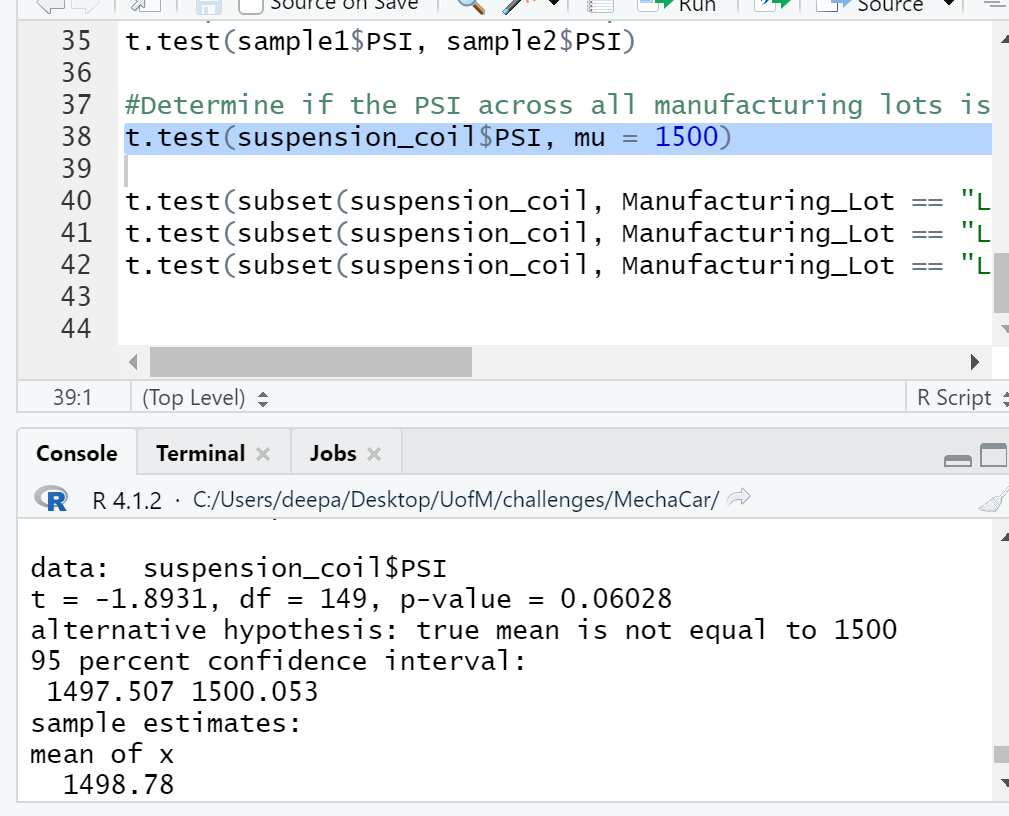 Source on Save Run Source
35 t.test(sample1$PSI, sample2$PSI)
36
37 #Determine if the PSI across all manufacturing lots is
38 t.test(suspension_coil$PSI, mu = 1500)
39
40 t.test(subset(suspension_coil, Manufacturing_Lot == "L
41 t.test(subset(suspension_coil, Manufacturing_Lot == "L
42 t.test(subset(suspension_coil, Manufacturing_Lot == "L
43
44
39:1 (Top Level) R Script
Console Terminal Jobs
R R 4.1.2 · C:/Users/deepa/Desktop/UofM/challenges/MechaCar/
data:  suspension_coil$PSI
t = -1.8931, df = 149, p-value = 0.06028
alternative hypothesis: true mean is not equal to 1500
95 percent confidence interval:
 1497.507 1500.053
sample estimates:
mean of x
  1498.78